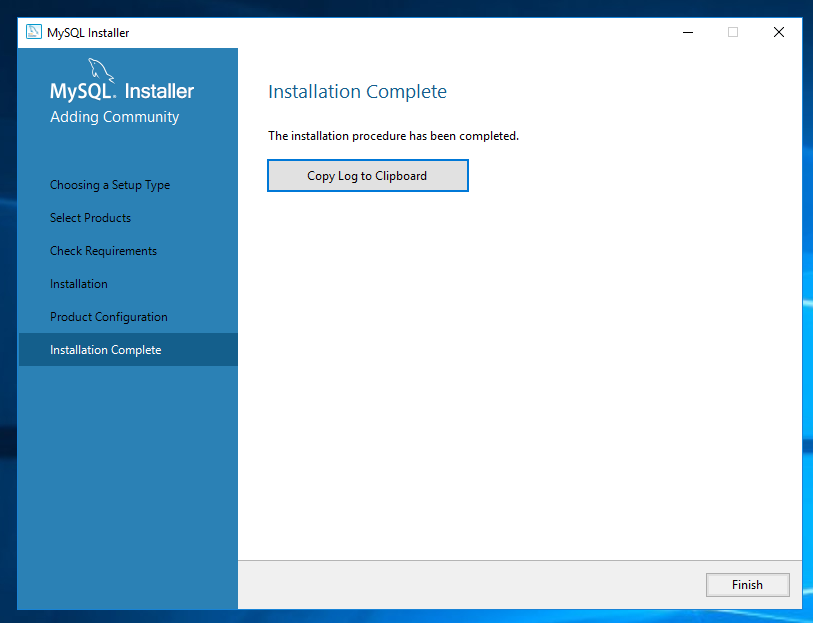 MySQL Installer
MySQL. Installer
Adding Community
Choosing a Setup Type
Select Products
Check Requirements
Installation
Product Configuration
Installation Complete
Installation Complete
The installation procedure has been completed.
Copy Log to Clipboard
Finish